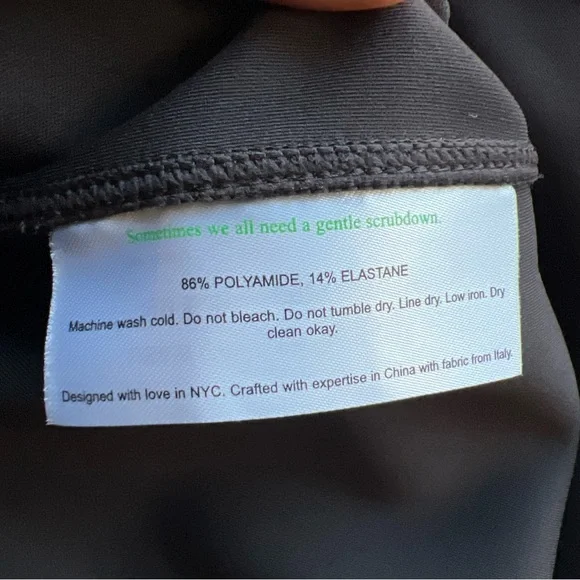 Sometimes we all need a gentle scrubdown.
86% POLYAMIDE, 14% ELASTANE
Machine wash cold. Do not bleach. Do not tumble dry. Line dry. Low iron. Dry
clean okay.
Designed with love in NYC. Crafted with expertise in China with fabric from Italy.